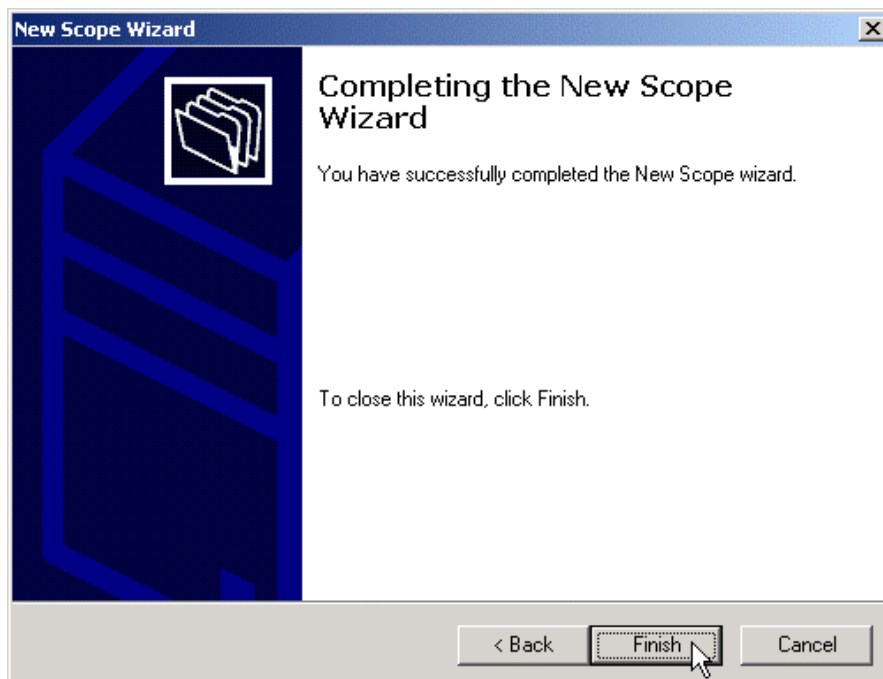 New Scope Wizard
Completing the New Scope
Wizard
You have successfully completed the New Scope wizard.
To close this wizard, click Finish.
< Back
Finish
Cancel